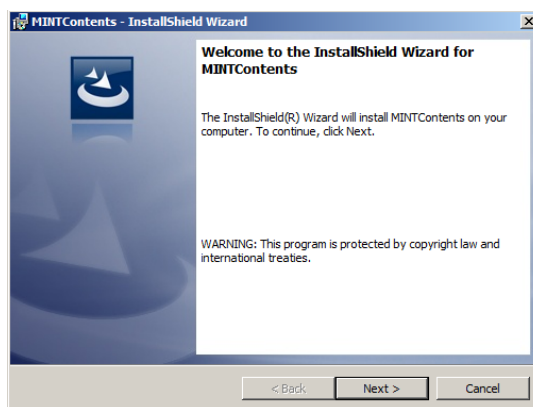 MINTContents - InstallShield Wizard
Welcome to the InstallShield Wizard for
MINTContents
The InstallShield(R) Wizard will install MINTContents on your
computer. To continue, click Next.
WARNING: This program is protected by copyright law and
international treaties.
< Back
Next >
Cancel